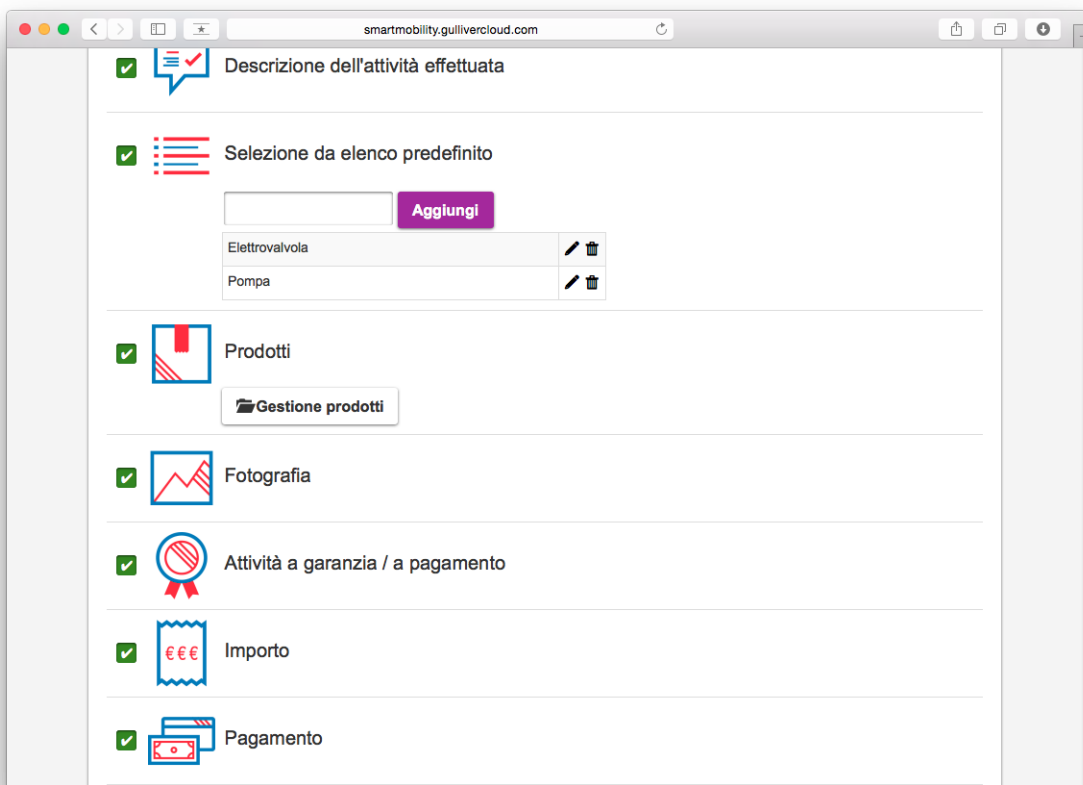 smartmobility.gullivercloud.com
Descrizione dell'attività effettuata
Selezione da elenco predefinito
Aggiungi
Elettrovalvola
Pompa
Prodotti
Gestione prodotti
Fotografia
Attività a garanzia / a pagamento
€€€
Importo
Pagamento